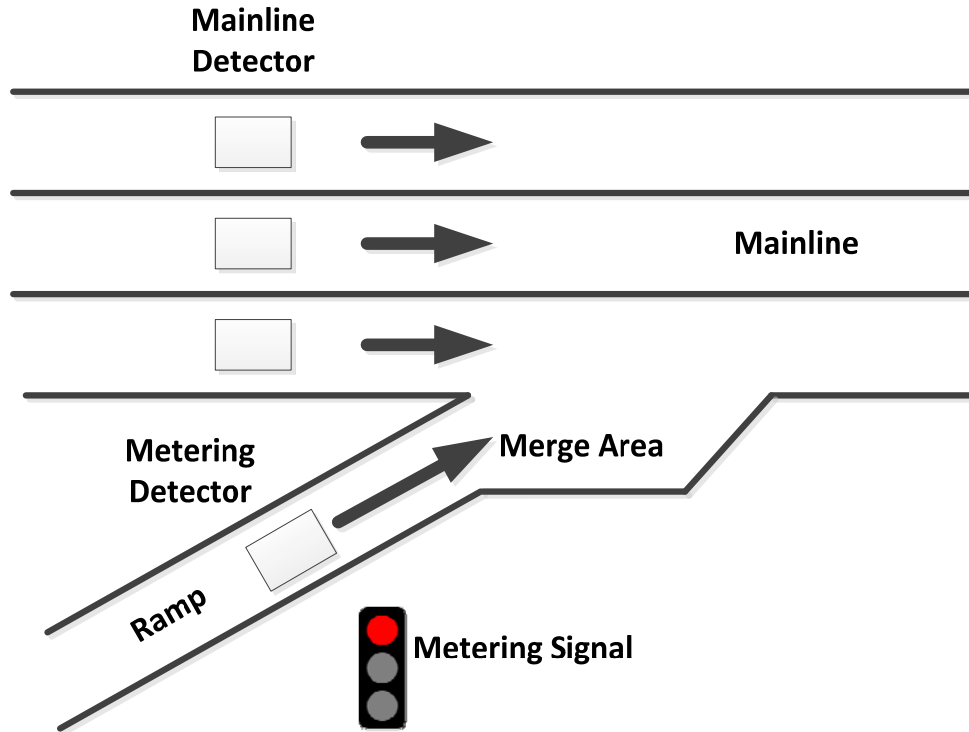 Mainline
Detector
Mainline
Metering
Detector
Merge Area
Ramp
Metering Signal